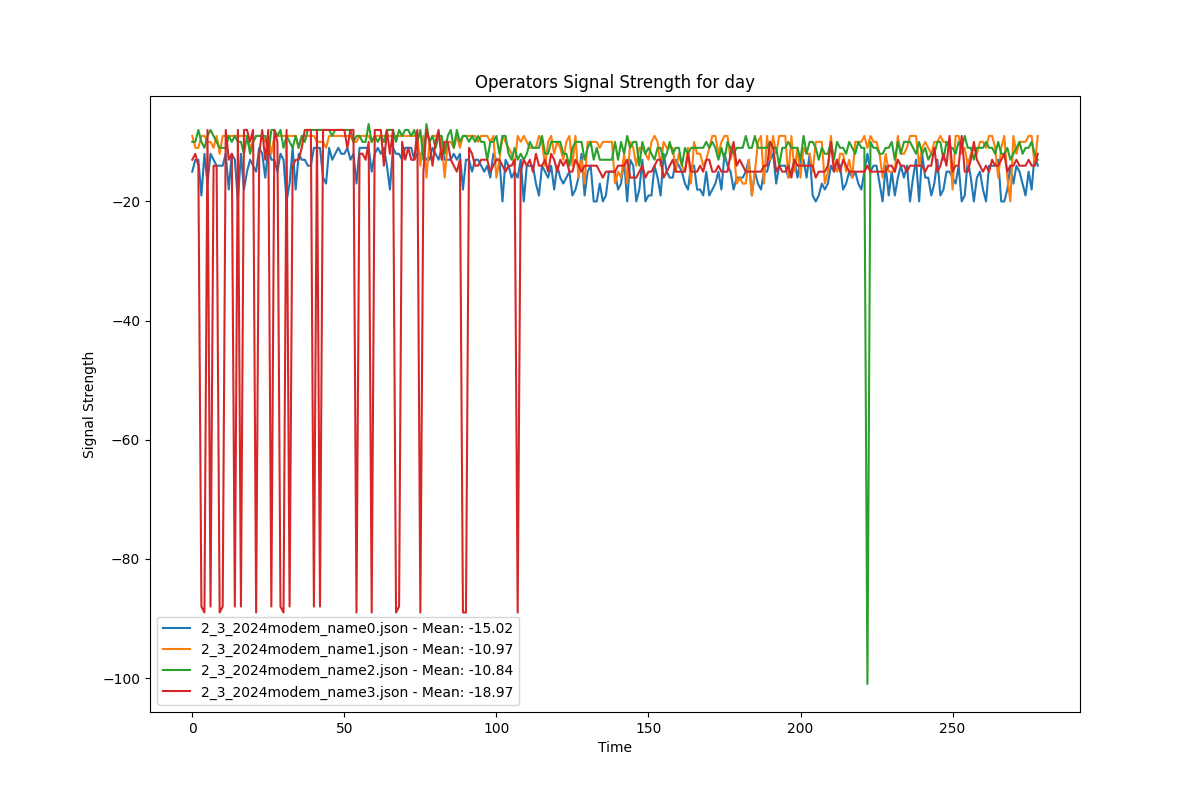 Operators Signal Strength for day
Signal Strength
−20
−40
−60
−80
−100
2_3_2024modem_name0.json - Mean: -15.02
2_3_2024modem_name1.json - Mean: -10.97
2_3_2024modem_name2.json - Mean: -10.84
2_3_2024modem_name3.json - Mean: -18.97
0 50 100 150 200 250
Time